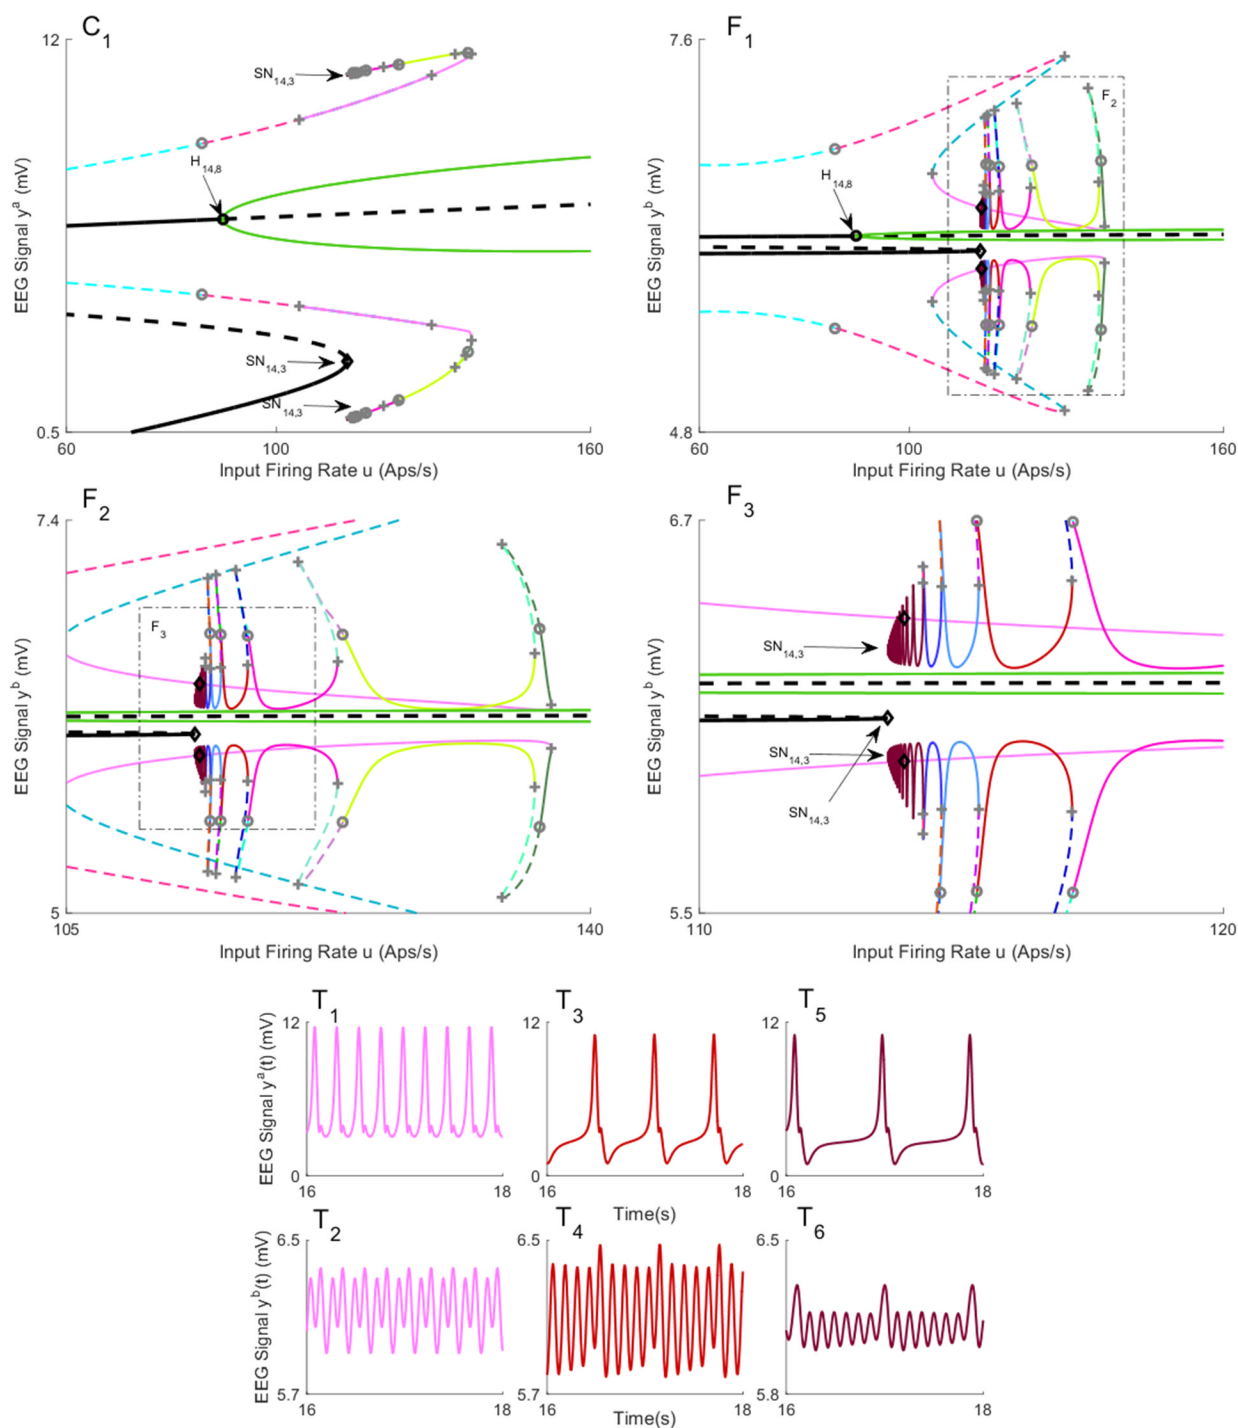 C1
12
SN14,3
H14,8
EEG Signal y^a (mV)
SN14,3
SN14,3
0.5
60
100
160
Input Firing Rate u (Aps/s)
F1
7.6
F2
H14,8
EEG Signal y^b (mV)
4.8
60
100
160
Input Firing Rate u (Aps/s)
F2
7.4
F3
EEG Signal y^b (mV)
5
105
140
Input Firing Rate u (Aps/s)
F3
6.7
SN14,3
EEG Signal y^b (mV)
SN14,3
SN14,3
5.5
110
120
Input Firing Rate u (Aps/s)
T1
12
EEG Signal y^a(t) (mV)
0
16
18
T3
12
0
16
18
Time(s)
T5
12
0
16
18
T2
6.5
EEG Signal y^b(t) (mV)
5.7
16
18
T4
6.5
5.7
16
18
Time(s)
T6
6.5
5.8
16
18